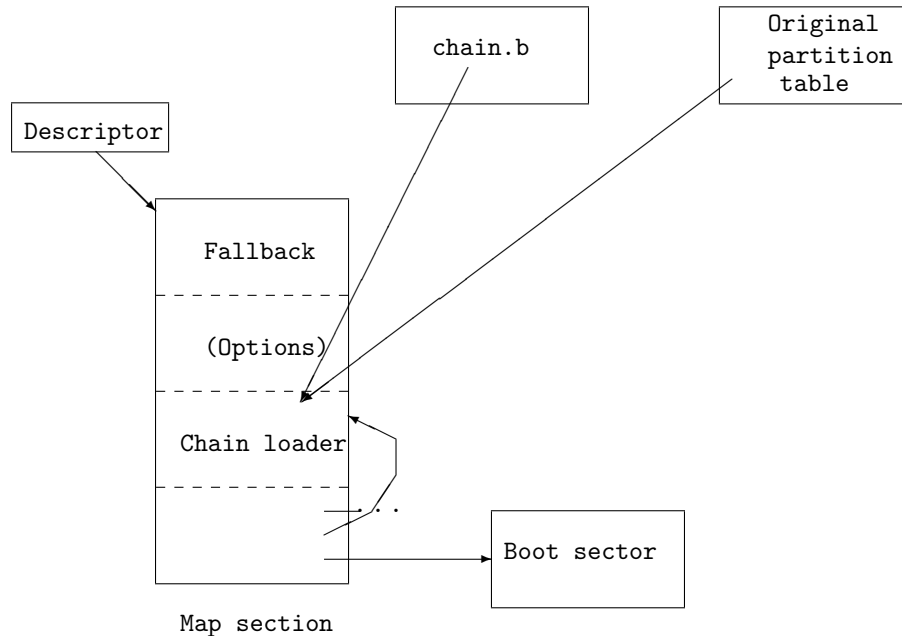 chain.b
Original
partition
table
Descriptor
Fallback
(Options)
Chain loader
...
Boot sector
Map section